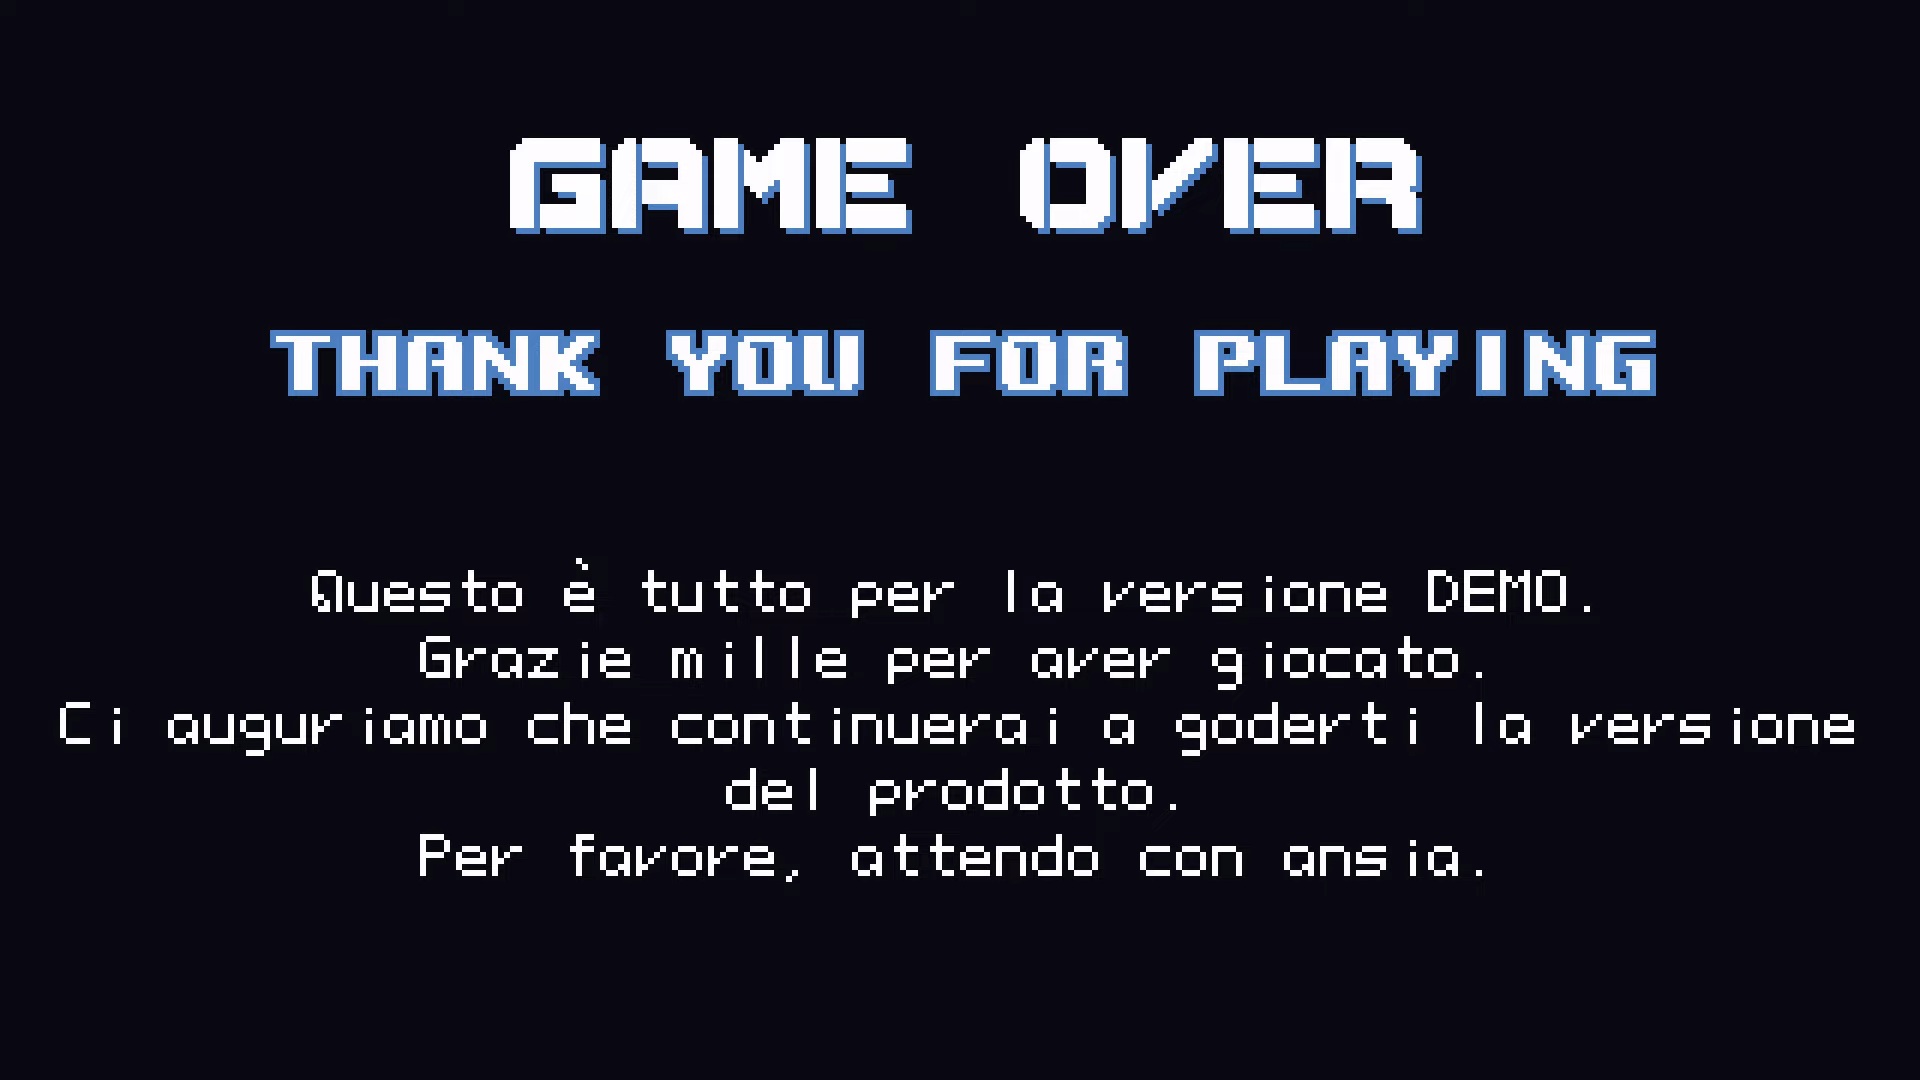 GAME OVER
THANK YOU FOR PLAYING
Questo è tutto per la versione DEMO.
Grazie mille per aver giocato.
Ci auguriamo che continuerai a goderti la versione
del prodotto.
Per favore, attendo con ansia.